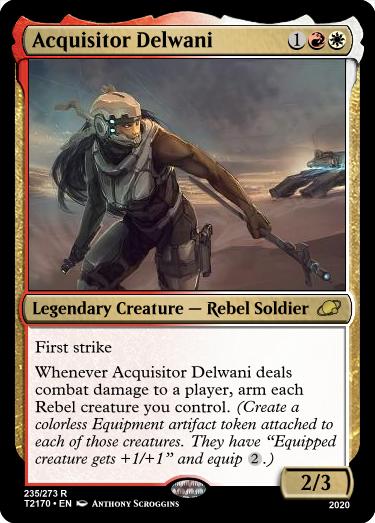 Acquisitor Delwani 1
Legendary Creature — Rebel Soldier
First strike
Whenever Acquisitor Delwani deals
combat damage to a player, arm each
Rebel creature you control. (Create a
colorless Equipment artifact token attached to
each of those creatures. They have “Equipped
creature gets +1/+1” and equip 2.)
2/3
235/273 R
T2170 • EN Anthony Scroggins
2020